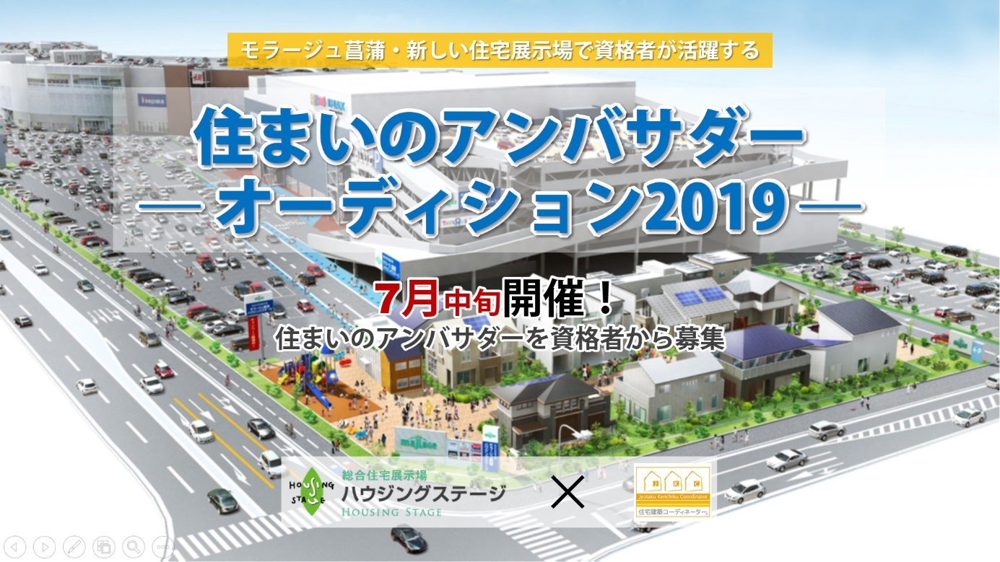 モラージュ菖蒲・新しい住宅展示場で資格者が活躍する
H&M
Nojima
IMAX
住まいのアンバサダー
オーディション2019
7月中旬開催！
住まいのアンバサダーを資格者から募集
mallage
HOUSING
STAGE
総合住宅展示場
ハウジングステージ
HOUSING STAGE
×
J K C
Jyutaku Kenchiku Coordinator
住宅建築コーディネーター